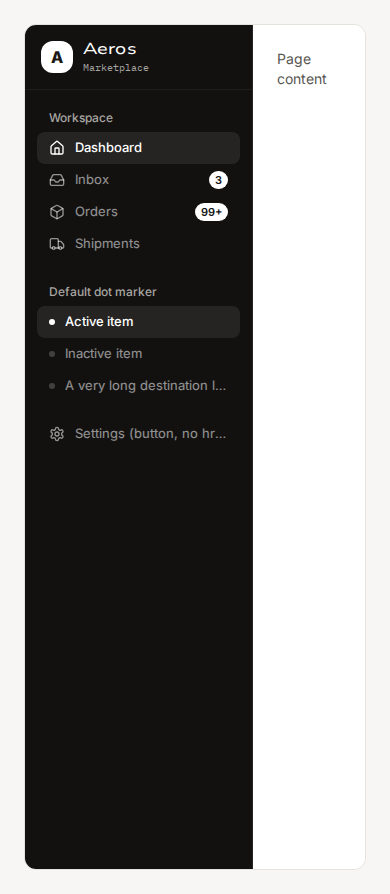 A
Aeros
Marketplace
Workspace
Dashboard
Inbox 3
Orders 99+
Shipments
Default dot marker
Active item
Inactive item
A very long destination l...
Settings (button, no hr...
Page
content